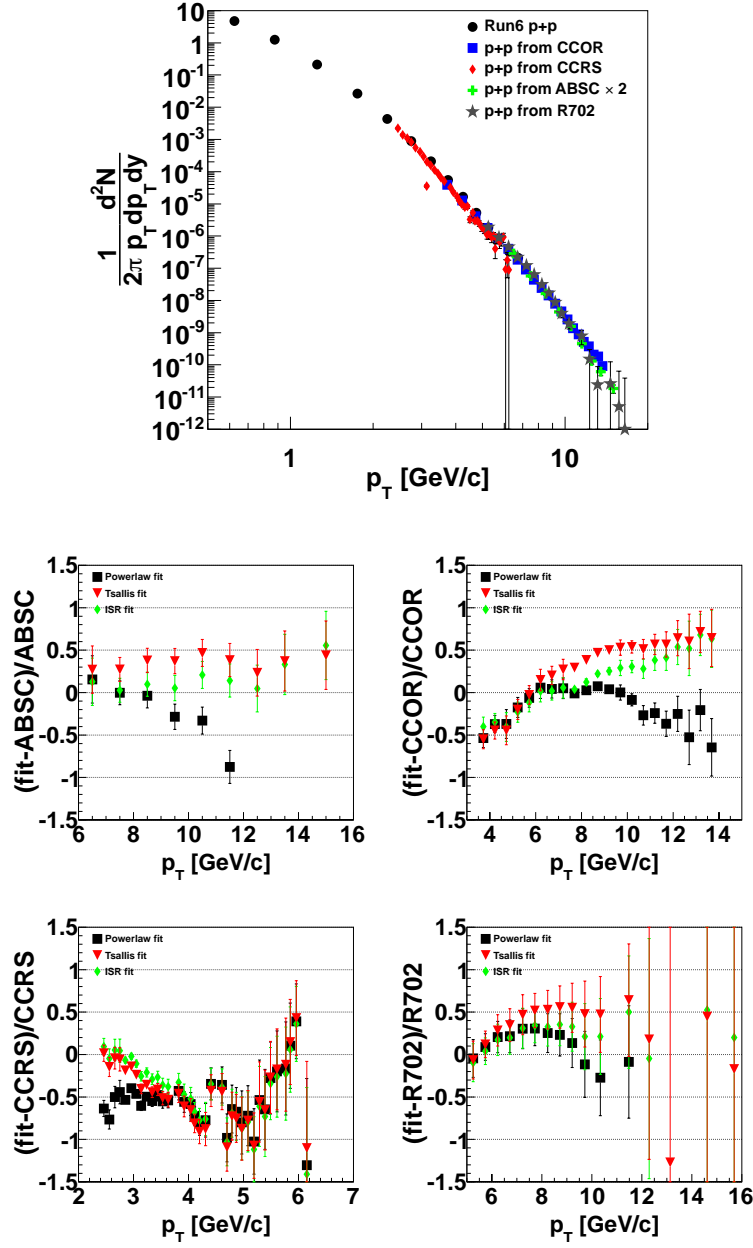 10
1
10^-1
10^-2
10^-3
10^-4
10^-5
10^-6
10^-7
10^-8
10^-9
10^-10
10^-11
10^-12
1/(2π p_T) d²N/(dp_T dy)
Run6 p+p
p+p from CCOR
p+p from CCRS
p+p from ABSC × 2
p+p from R702
1 10
p_T [GeV/c]
(fit-ABSC)/ABSC
1.5
1
0.5
0
-0.5
-1
-1.5
Powerlaw fit
Tsallis fit
ISR fit
6 8 10 12 14 16
p_T [GeV/c]
(fit-CCOR)/CCOR
1.5
1
0.5
0
-0.5
-1
-1.5
Powerlaw fit
Tsallis fit
ISR fit
4 6 8 10 12 14
p_T [GeV/c]
(fit-CCRS)/CCRS
1.5
1
0.5
0
-0.5
-1
-1.5
Powerlaw fit
Tsallis fit
ISR fit
2 3 4 5 6 7
p_T [GeV/c]
(fit-R702)/R702
1.5
1
0.5
0
-0.5
-1
-1.5
Powerlaw fit
Tsallis fit
ISR fit
6 8 10 12 14 16
p_T [GeV/c]